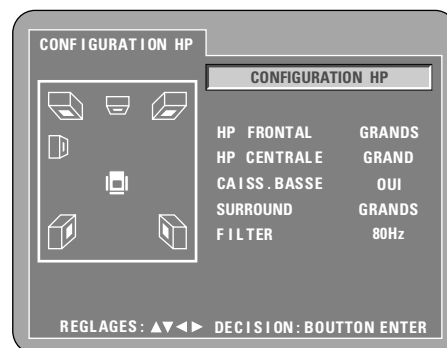 CONFIGURATION HP
CONFIGURATION HP
HP FRONTAL GRANDS
HP CENTRALE GRAND
CAISS.BASSE OUI
SURROUND GRANDS
FILTER 80Hz
REGLAGES: ▲▼◄► DECISION:BOUTTON ENTER